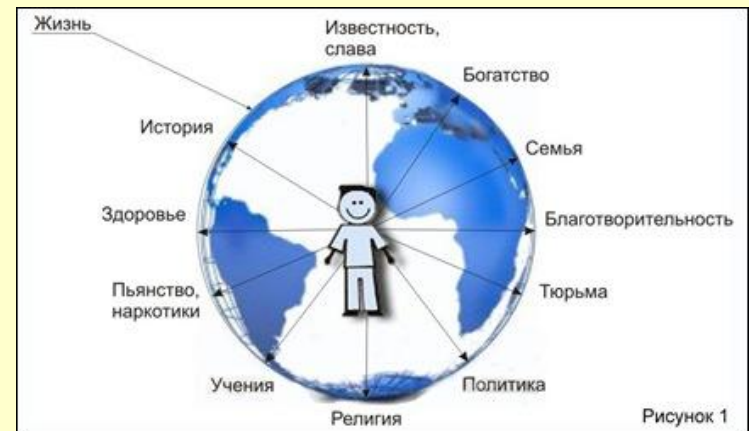 Жизнь
Известность,
слава
Богатство
История
Семья
Здоровье
Благотворительность
Пьянство,
наркотики
Тюрьма
Учения
Политика
Религия
Рисунок 1